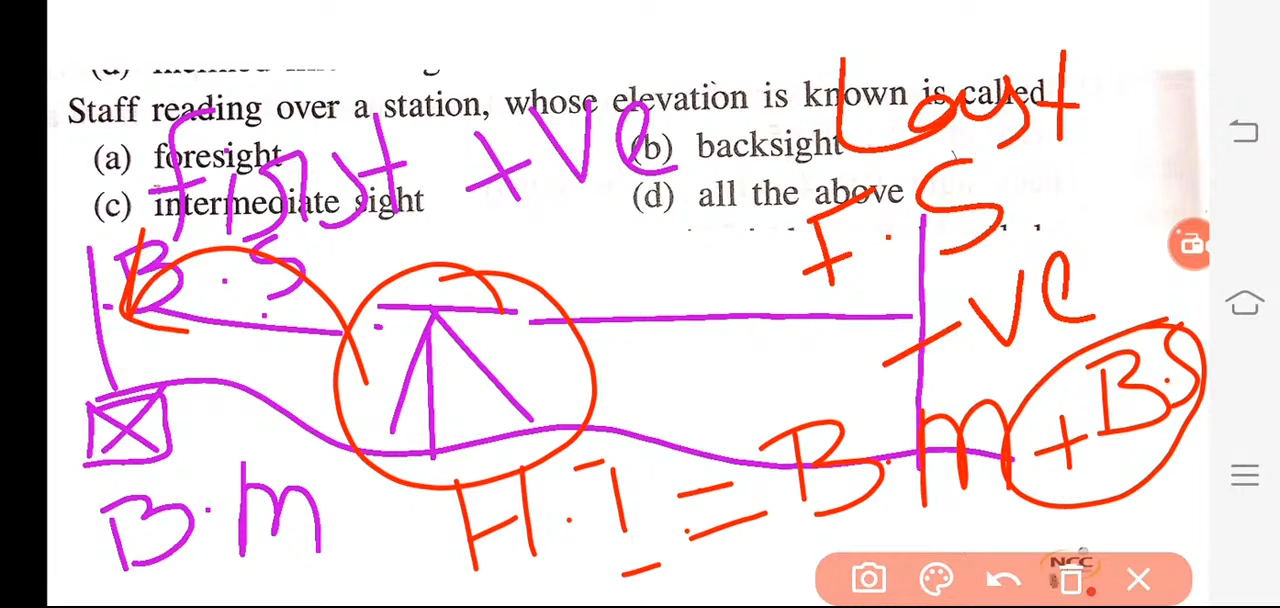 Staff reading over a station, whose elevation is known is called
(a) foresight (b) backsight
(c) intermediate sight (d) all the above
Last
first +ve
F.S
B.S
-ve
B.M
H.I = B.M + B.S
NCC